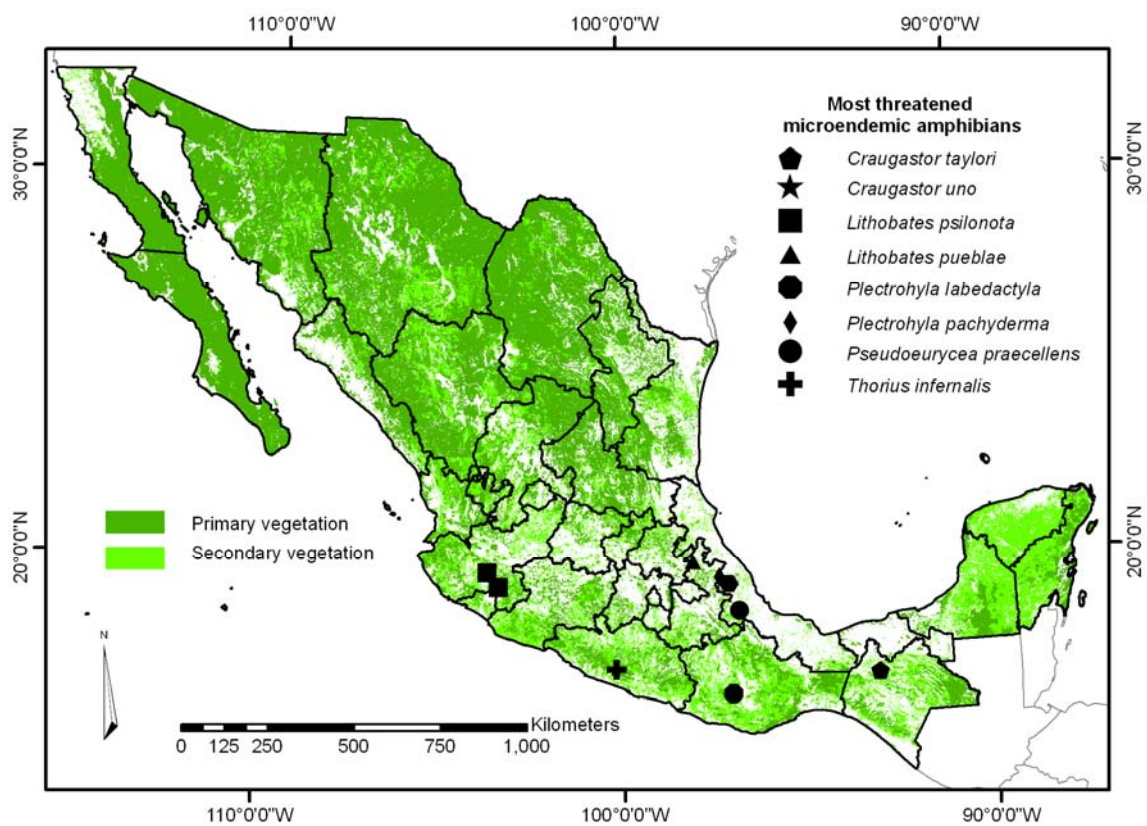 110°0'0"W
100°0'0"W
90°0'0"W
30°0'0"N
30°0'0"N
Most threatened
microendemic amphibians
Craugastor taylori
Craugastor uno
Lithobates psilonota
Lithobates pueblae
Plectrohyla labedactyla
Plectrohyla pachyderma
Pseudoeurycea praecellens
Thorius infernalis
Primary vegetation
Secondary vegetation
20°0'0"N
20°0'0"N
N
Kilometers
0 125 250 500 750 1,000
110°0'0"W
100°0'0"W
90°0'0"W